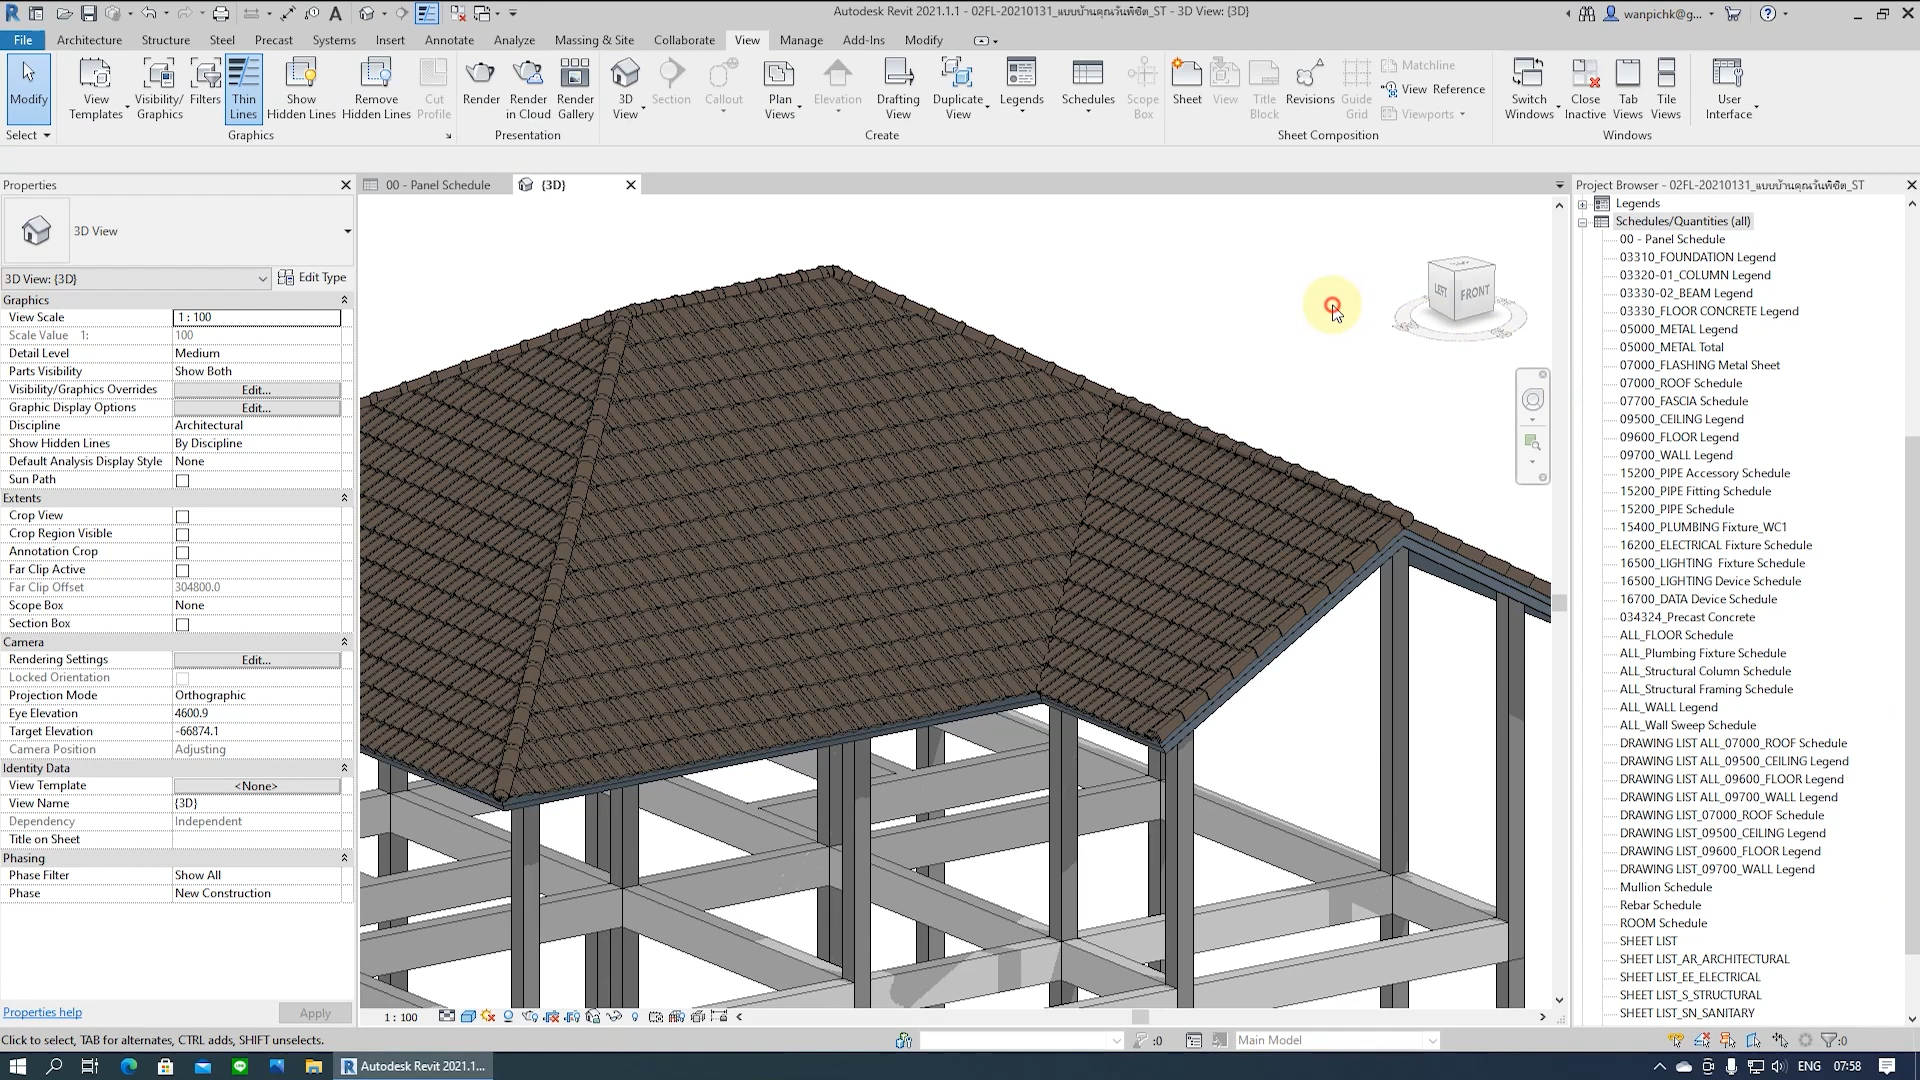 Autodesk Revit 2021.1.1 - 02FL-20210131_แบบบ้านคุณวันพิชิต_ST - 3D View: {3D}
wanpichk@g...
File Architecture Structure Steel Precast Systems Insert Annotate Analyze Massing & Site Collaborate View Manage Add-Ins Modify
Modify
View Templates
Visibility/ Graphics
Filters
Thin Lines
Show Hidden Lines
Remove Hidden Lines
Cut Profile
Render
Render in Cloud
Render Gallery
3D View
Section
Callout
Plan Views
Elevation
Drafting View
Duplicate View
Legends
Schedules
Scope Box
Sheet
View
Title Block
Revisions
Guide Grid
Matchline
View Reference
Viewports
Switch Windows
Close Inactive
Tab Views
Tile Views
User Interface
Select Graphics Presentation Create Sheet Composition Windows
Properties
3D View
3D View: {3D} Edit Type
Graphics
View Scale 1 : 100
Scale Value 1: 100
Detail Level Medium
Parts Visibility Show Both
Visibility/Graphics Overrides Edit...
Graphic Display Options Edit...
Discipline Architectural
Show Hidden Lines By Discipline
Default Analysis Display Style None
Sun Path
Extents
Crop View
Crop Region Visible
Annotation Crop
Far Clip Active
Far Clip Offset 304800.0
Scope Box None
Section Box
Camera
Rendering Settings Edit...
Locked Orientation
Projection Mode Orthographic
Eye Elevation 4600.9
Target Elevation -66874.1
Camera Position Adjusting
Identity Data
View Template <None>
View Name {3D}
Dependency Independent
Title on Sheet
Phasing
Phase Filter Show All
Phase New Construction
Properties help Apply
00 - Panel Schedule
{3D}
LEFT FRONT
1 : 100
Project Browser - 02FL-20210131_แบบบ้านคุณวันพิชิต_ST
Legends
Schedules/Quantities (all)
00 - Panel Schedule
03310_FOUNDATION Legend
03320-01_COLUMN Legend
03330-02_BEAM Legend
03330_FLOOR CONCRETE Legend
05000_METAL Legend
05000_METAL Total
07000_FLASHING Metal Sheet
07000_ROOF Schedule
07700_FASCIA Schedule
09500_CEILING Legend
09600_FLOOR Legend
09700_WALL Legend
15200_PIPE Accessory Schedule
15200_PIPE Fitting Schedule
15200_PIPE Schedule
15400_PLUMBING Fixture_WC1
16200_ELECTRICAL Fixture Schedule
16500_LIGHTING Fixture Schedule
16500_LIGHTING Device Schedule
16700_DATA Device Schedule
034324_Precast Concrete
ALL_FLOOR Schedule
ALL_Plumbing Fixture Schedule
ALL_Structural Column Schedule
ALL_Structural Framing Schedule
ALL_WALL Legend
ALL_Wall Sweep Schedule
DRAWING LIST ALL_07000_ROOF Schedule
DRAWING LIST ALL_09500_CEILING Legend
DRAWING LIST ALL_09600_FLOOR Legend
DRAWING LIST ALL_09700_WALL Legend
DRAWING LIST_07000_ROOF Schedule
DRAWING LIST_09500_CEILING Legend
DRAWING LIST_09600_FLOOR Legend
DRAWING LIST_09700_WALL Legend
Mullion Schedule
Rebar Schedule
ROOM Schedule
SHEET LIST
SHEET LIST_AR_ARCHITECTURAL
SHEET LIST_EE_ELECTRICAL
SHEET LIST_S_STRUCTURAL
SHEET LIST_SN_SANITARY
Click to select, TAB for alternates, CTRL adds, SHIFT unselects.
:0
Main Model
:0
Autodesk Revit 2021.1...
ENG 07:58